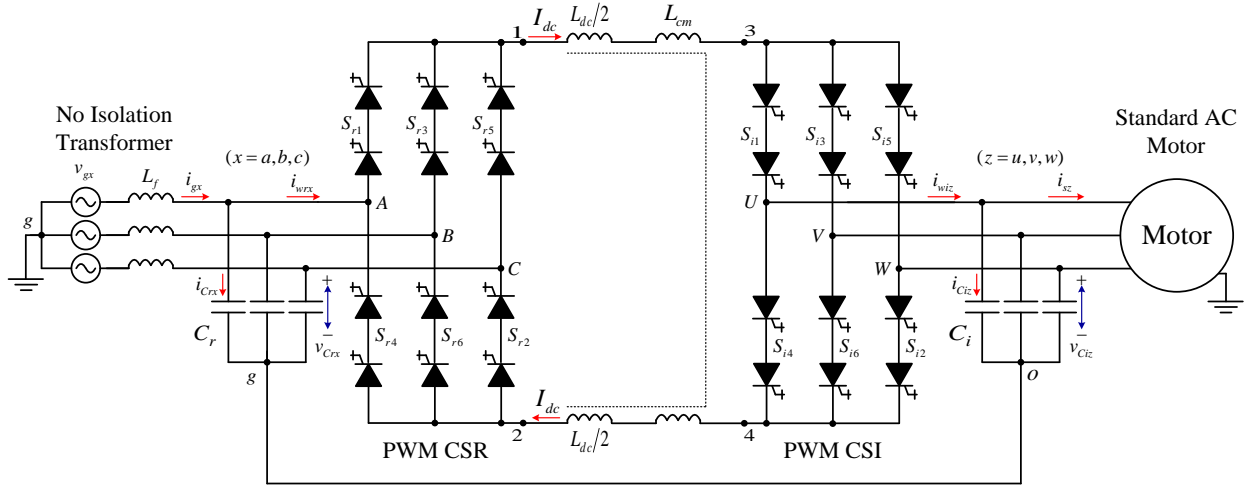 1
I_dc
L_dc/2
L_cm
3
No Isolation
Transformer
v_gx
L_f
i_gx
(x = a, b, c)
i_wrx
S_r1
S_r3
S_r5
A
B
C
g
i_Crx
C_r
+
−
v_Crx
g
S_r4
S_r6
S_r2
2
I_dc
L_dc/2
4
PWM CSR
S_i1
S_i3
S_i5
U
V
W
S_i4
S_i6
S_i2
PWM CSI
(z = u, v, w)
i_wiz
i_sz
Standard AC
Motor
Motor
i_Ciz
C_i
+
−
v_Ciz
o